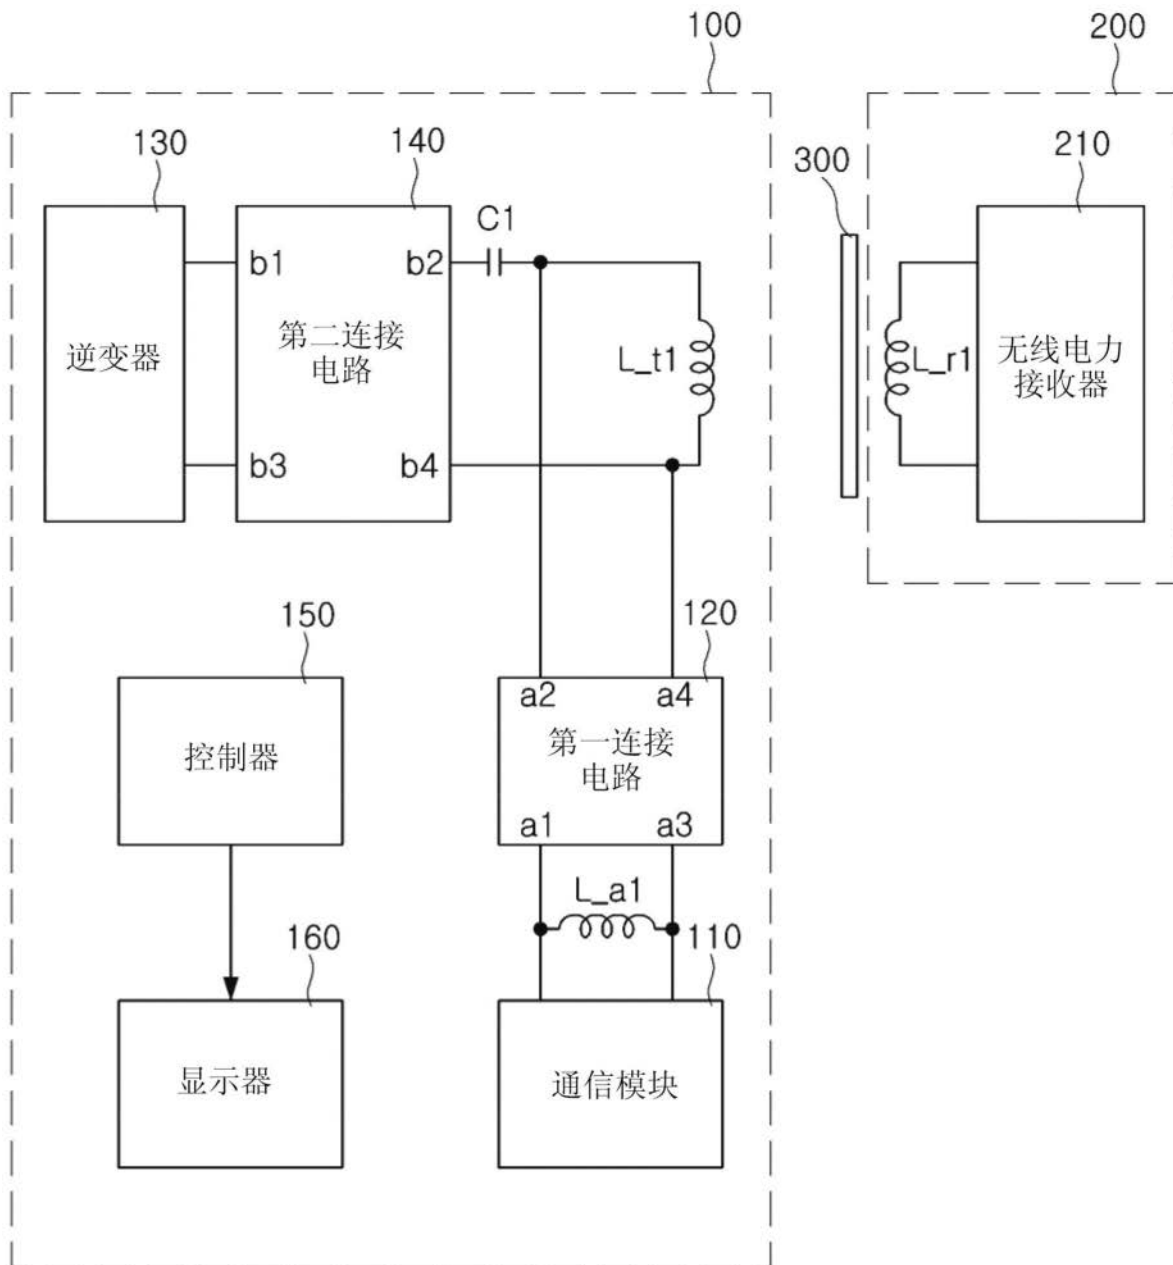 100
200
130
140
300
210
C1
b1
b2
第二连接
电路
逆变器
L_t1
L_r1
无线电力
接收器
b3
b4
150
120
a2
a4
控制器
第一连接
电路
a1
a3
L_a1
160
110
显示器
通信模块